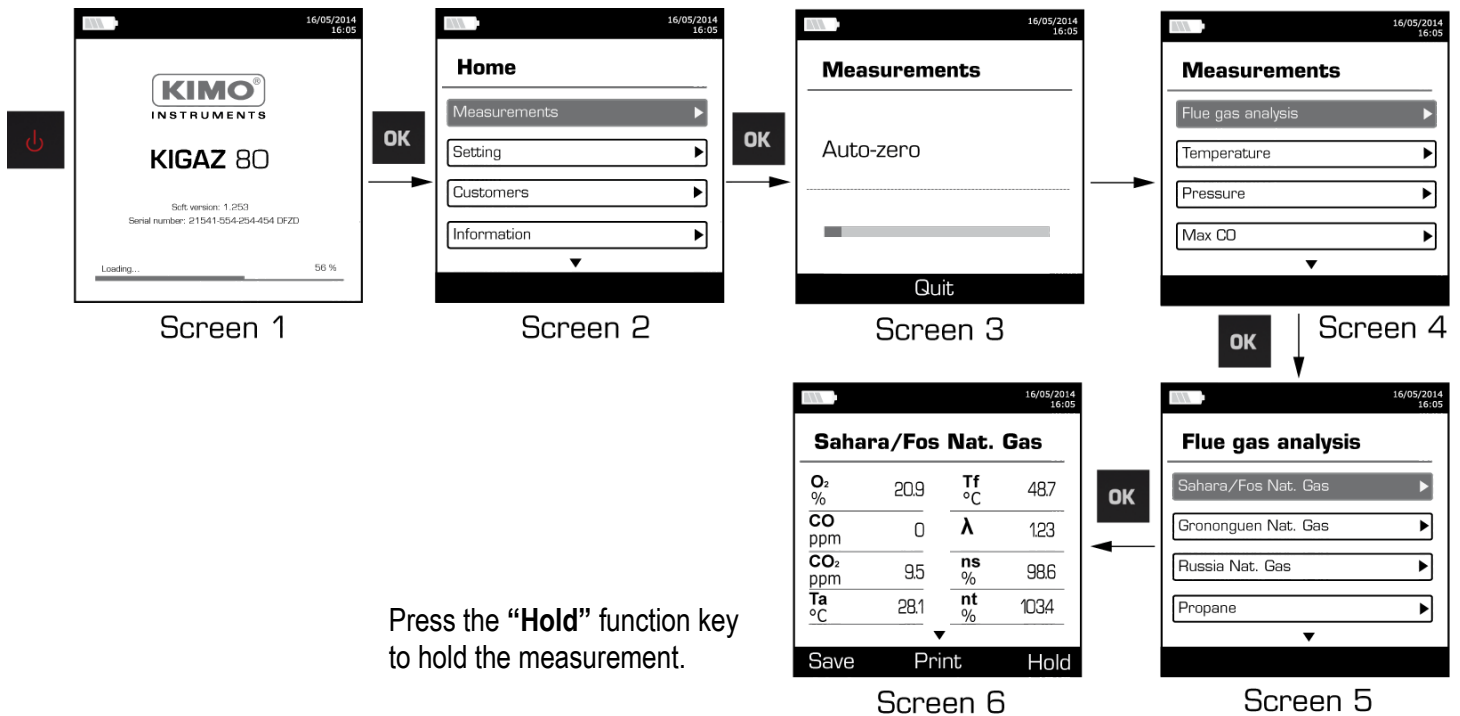 16/05/2014
16:05
KIMO®
INSTRUMENTS
KIGAZ 80
Soft version: 1.253
Serial number: 21541-554-254-454 DFZD
Loading...
56 %
Screen 1
OK
16/05/2014
16:05
Home
Measurements
Setting
Customers
Information
Screen 2
OK
16/05/2014
16:05
Measurements
Auto-zero
Quit
Screen 3
16/05/2014
16:05
Measurements
Flue gas analysis
Temperature
Pressure
Max CO
Screen 4
OK
16/05/2014
16:05
Flue gas analysis
Sahara/Fos Nat. Gas
Grononguen Nat. Gas
Russia Nat. Gas
Propane
Screen 5
OK
16/05/2014
16:05
Sahara/Fos Nat. Gas
O₂ % 20.9 Tf °C 48.7
CO ppm 0 λ 1.23
CO₂ ppm 9.5 ns % 98.6
Ta °C 28.1 nt % 103.4
Save Print Hold
Screen 6
Press the “Hold” function key
to hold the measurement.